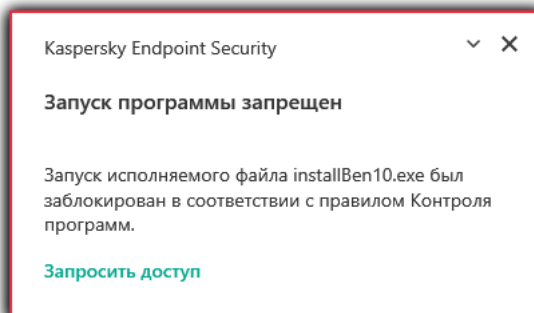 Kaspersky Endpoint Security
Запуск программы запрещен
Запуск исполняемого файла installBen10.exe был
заблокирован в соответствии с правилом Контроля
программ.
Запросить доступ